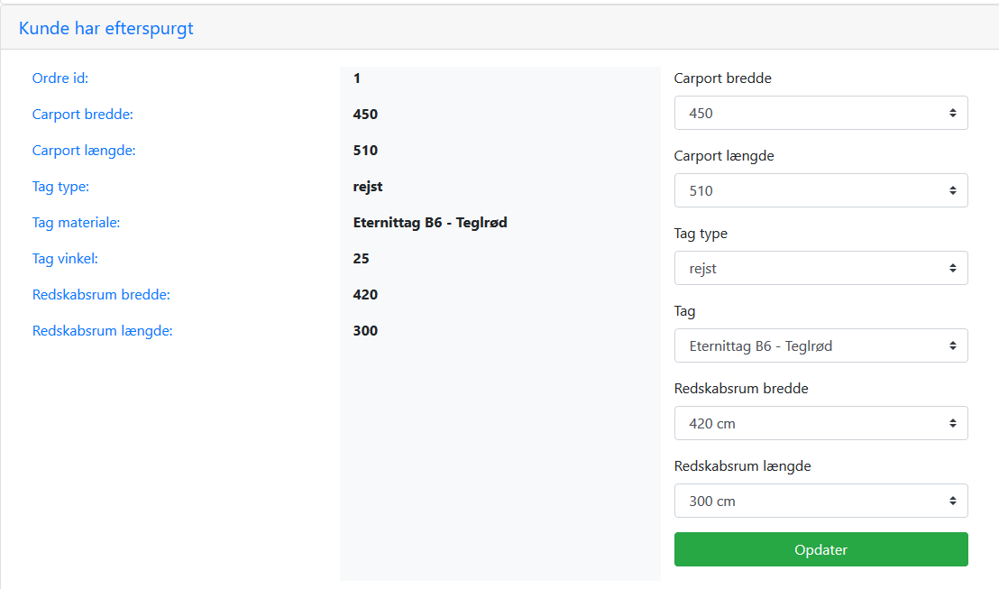 Kunde har efterspurgt
Ordre id: 1
Carport bredde: 450
Carport længde: 510
Tag type: rejst
Tag materiale: Eternittag B6 - Teglrød
Tag vinkel: 25
Redskabsrum bredde: 420
Redskabsrum længde: 300
Carport bredde
450
Carport længde
510
Tag type
rejst
Tag
Eternittag B6 - Teglrød
Redskabsrum bredde
420 cm
Redskabsrum længde
300 cm
Opdater